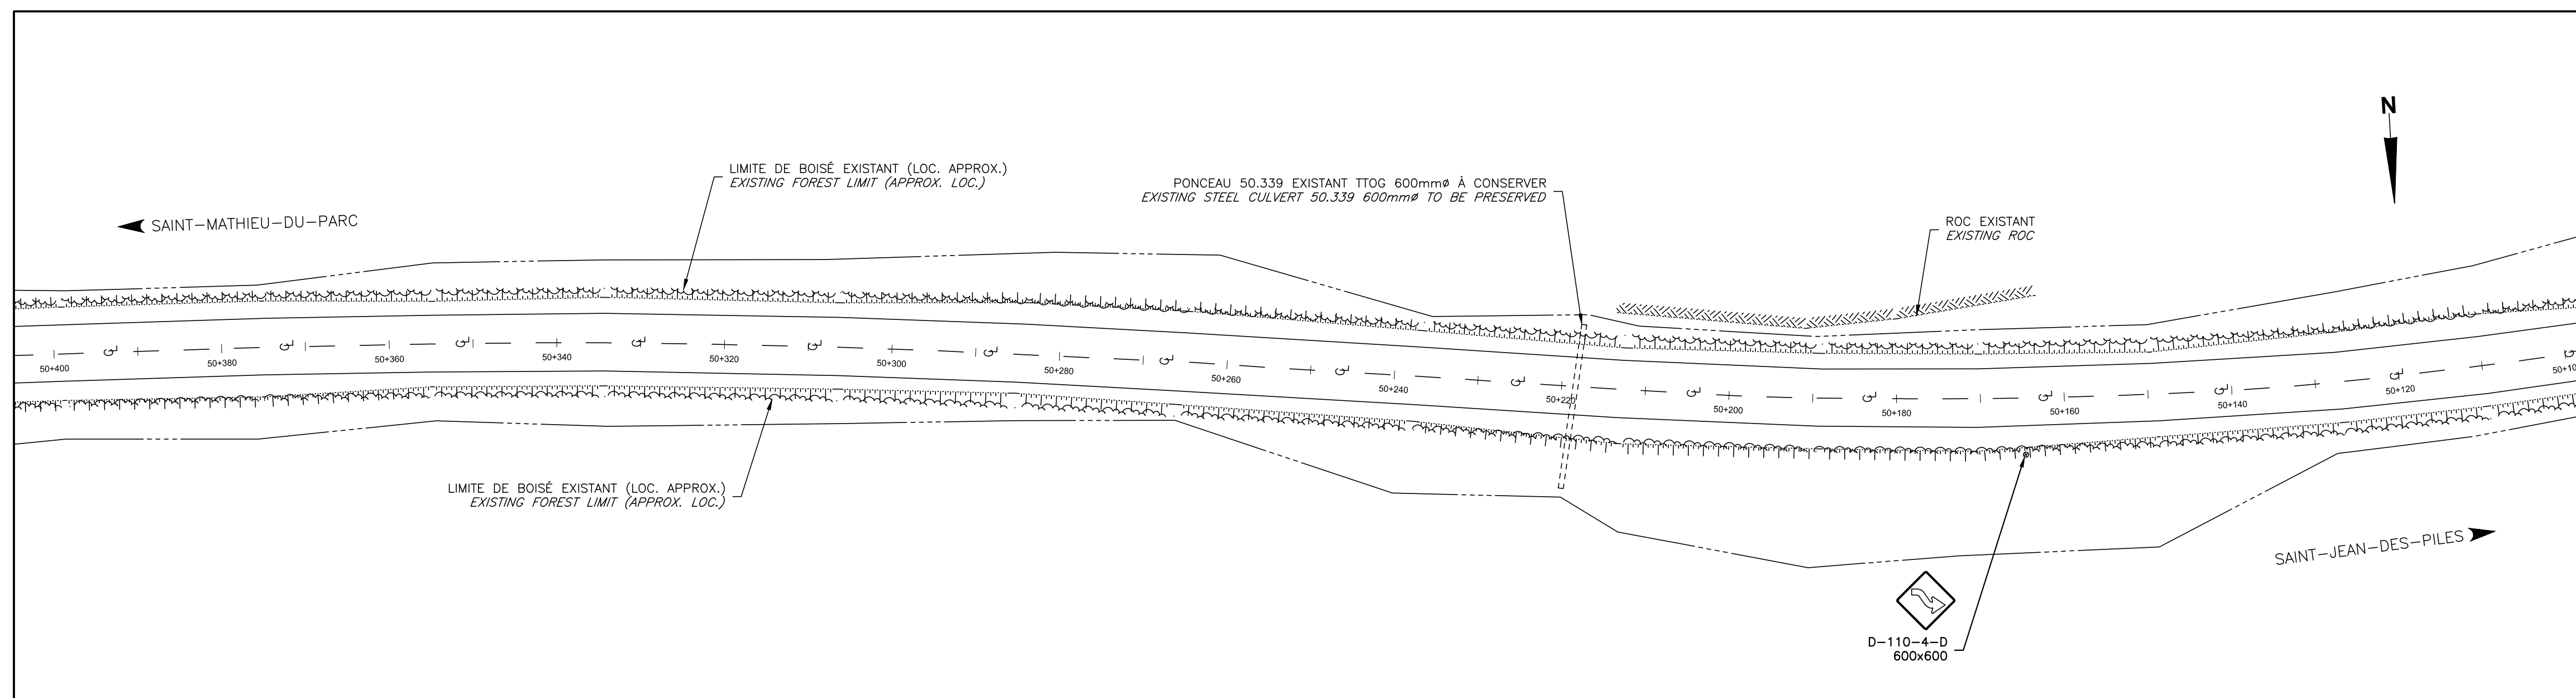 N
LIMITE DE BOISÉ EXISTANT (LOC. APPROX.)
EXISTING FOREST LIMIT (APPROX. LOC.)
PONCEAU 50.339 EXISTANT TTOG 600mmø À CONSERVER
EXISTING STEEL CULVERT 50.339 600mmø TO BE PRESERVED
ROC EXISTANT
EXISTING ROC
SAINT-MATHIEU-DU-PARC
50+400
50+380
50+360
50+340
50+320
50+300
50+280
50+260
50+240
50+220
50+200
50+180
50+160
50+140
50+120
50+10
LIMITE DE BOISÉ EXISTANT (LOC. APPROX.)
EXISTING FOREST LIMIT (APPROX. LOC.)
SAINT-JEAN-DES-PILES
D-110-4-D
600x600